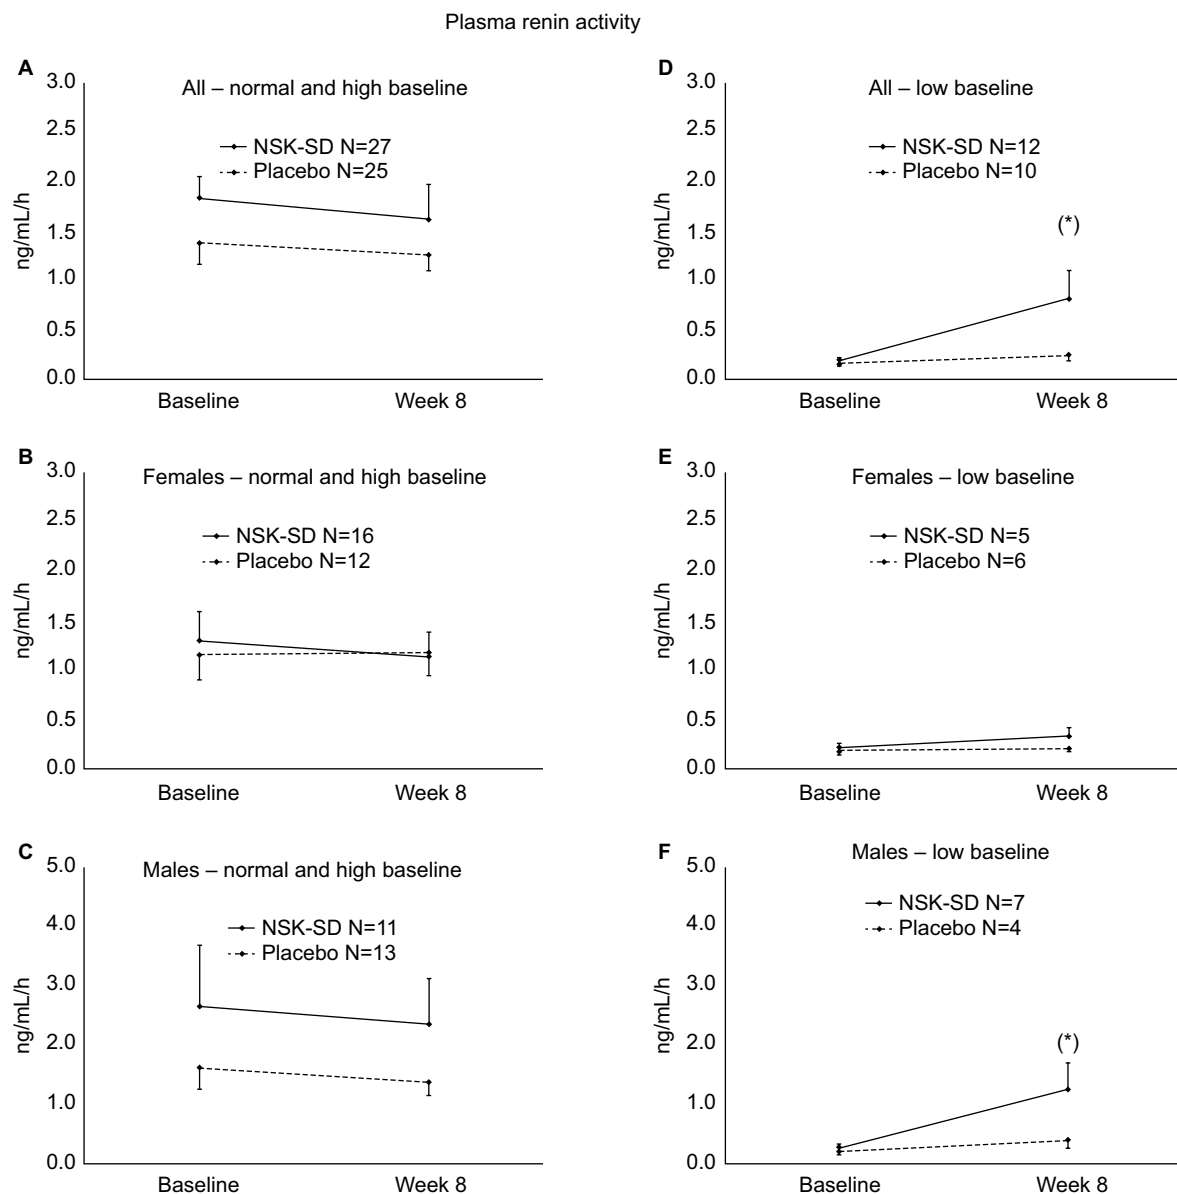 Plasma renin activity
A
All – normal and high baseline
3.0
2.5
2.0
1.5
1.0
0.5
0.0
ng/mL/h
NSK-SD N=27
Placebo N=25
Baseline
Week 8
D
All – low baseline
3.0
2.5
2.0
1.5
1.0
0.5
0.0
ng/mL/h
NSK-SD N=12
Placebo N=10
(*)
Baseline
Week 8
B
Females – normal and high baseline
3.0
2.5
2.0
1.5
1.0
0.5
0.0
ng/mL/h
NSK-SD N=16
Placebo N=12
Baseline
Week 8
E
Females – low baseline
3.0
2.5
2.0
1.5
1.0
0.5
0.0
ng/mL/h
NSK-SD N=5
Placebo N=6
Baseline
Week 8
C
Males – normal and high baseline
5.0
4.0
3.0
2.0
1.0
0.0
ng/mL/h
NSK-SD N=11
Placebo N=13
Baseline
Week 8
F
Males – low baseline
5.0
4.0
3.0
2.0
1.0
0.0
ng/mL/h
NSK-SD N=7
Placebo N=4
(*)
Baseline
Week 8